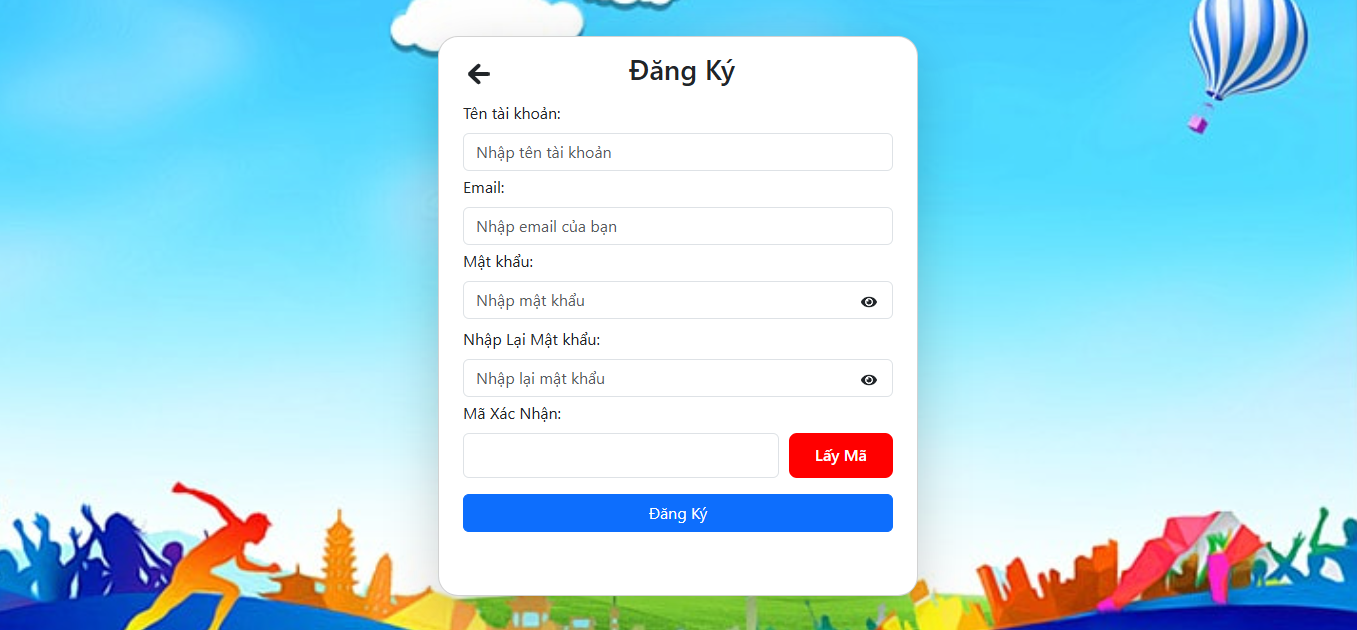 Đăng Ký
Tên tài khoản:
Nhập tên tài khoản
Email:
Nhập email của bạn
Mật khẩu:
Nhập mật khẩu
Nhập Lại Mật khẩu:
Nhập lại mật khẩu
Mã Xác Nhận:
Lấy Mã
Đăng Ký